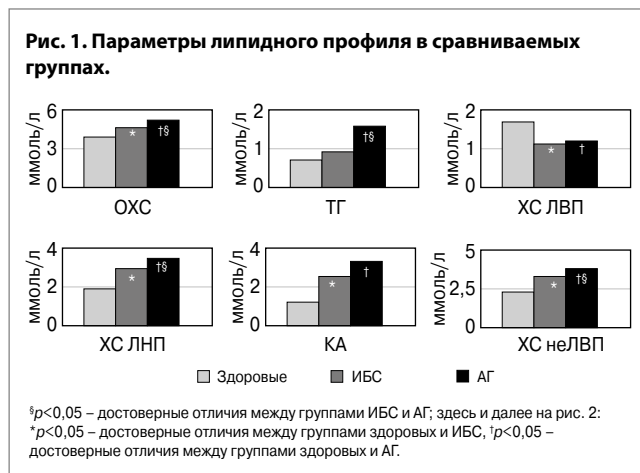 Рис. 1. Параметры липидного профиля в сравниваемых
группах.
ммоль/л
6
3
0
*
†§
ОХС
ммоль/л
2
1
0
†§
ТГ
ммоль/л
2
1
0
*
†
ХС ЛВП
ммоль/л
4
2
0
*
†§
ХС ЛНП
ммоль/л
4
2
0
*
†
КА
ммоль/л
5
2,5
0
*
†§
ХС неЛВП
Здоровые ИБС АГ
§p<0,05 – достоверные отличия между группами ИБС и АГ; здесь и далее на рис. 2:
*p<0,05 – достоверные отличия между группами здоровых и ИБС, †p<0,05 –
достоверные отличия между группами здоровых и АГ.